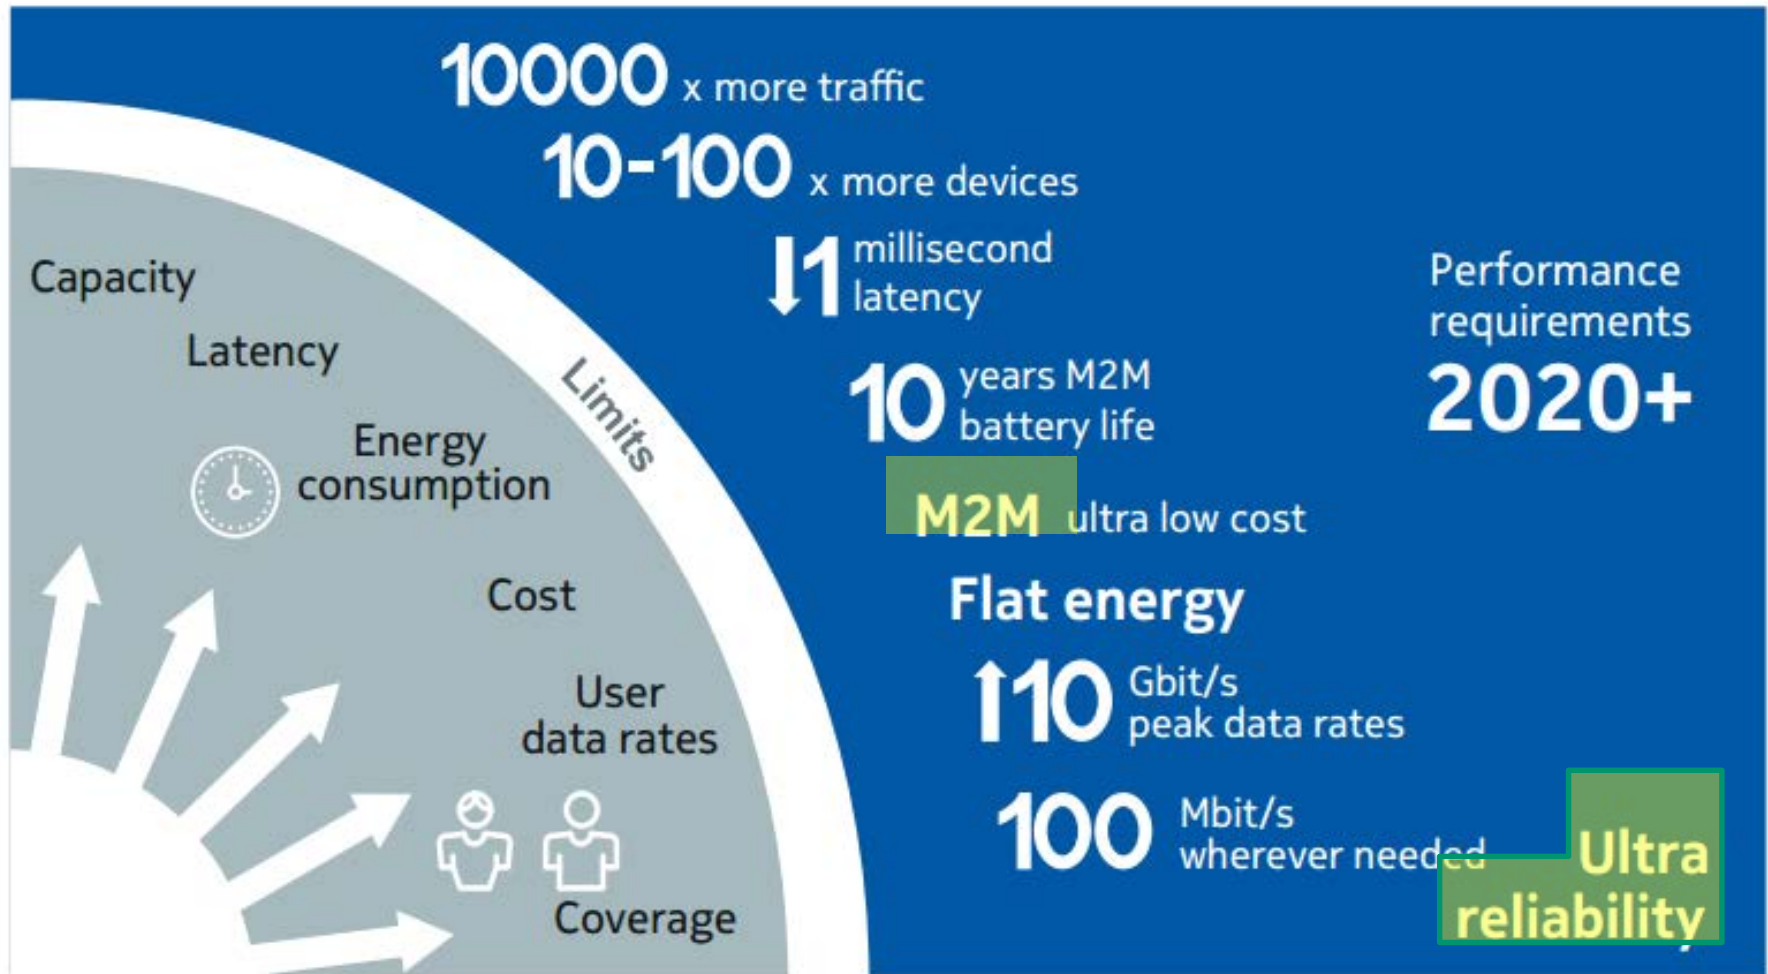 10000 x more traffic
10-100 x more devices
1 millisecond
latency
10 years M2M
battery life
M2M ultra low cost
Flat energy
10 Gbit/s
peak data rates
100 Mbit/s
wherever needed
Ultra
reliability
Performance
requirements
2020+
Limits
Capacity
Latency
Energy
consumption
Cost
User
data rates
Coverage